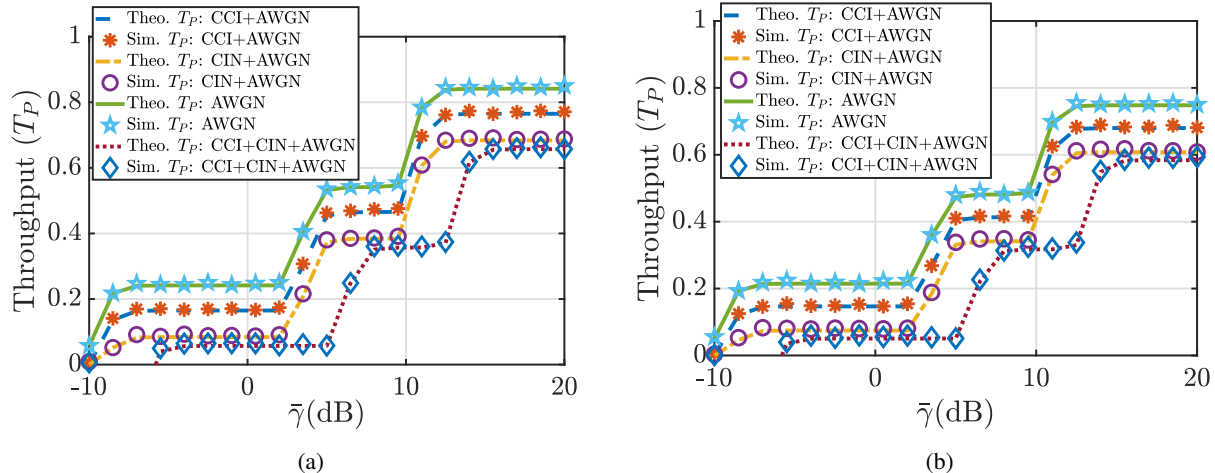 Theo. T_P: CCI+AWGN
Sim. T_P: CCI+AWGN
Theo. T_P: CIN+AWGN
Sim. T_P: CIN+AWGN
Theo. T_P: AWGN
Sim. T_P: AWGN
Theo. T_P: CCI+CIN+AWGN
Sim. T_P: CCI+CIN+AWGN
Throughput (T_P)
1
0.8
0.6
0.4
0.2
0
-10
0
10
20
γ̄(dB)
(a)
Theo. T_P: CCI+AWGN
Sim. T_P: CCI+AWGN
Theo. T_P: CIN+AWGN
Sim. T_P: CIN+AWGN
Theo. T_P: AWGN
Sim. T_P: AWGN
Theo. T_P: CCI+CIN+AWGN
Sim. T_P: CCI+CIN+AWGN
Throughput (T_P)
1
0.8
0.6
0.4
0.2
0
-10
0
10
20
γ̄(dB)
(b)